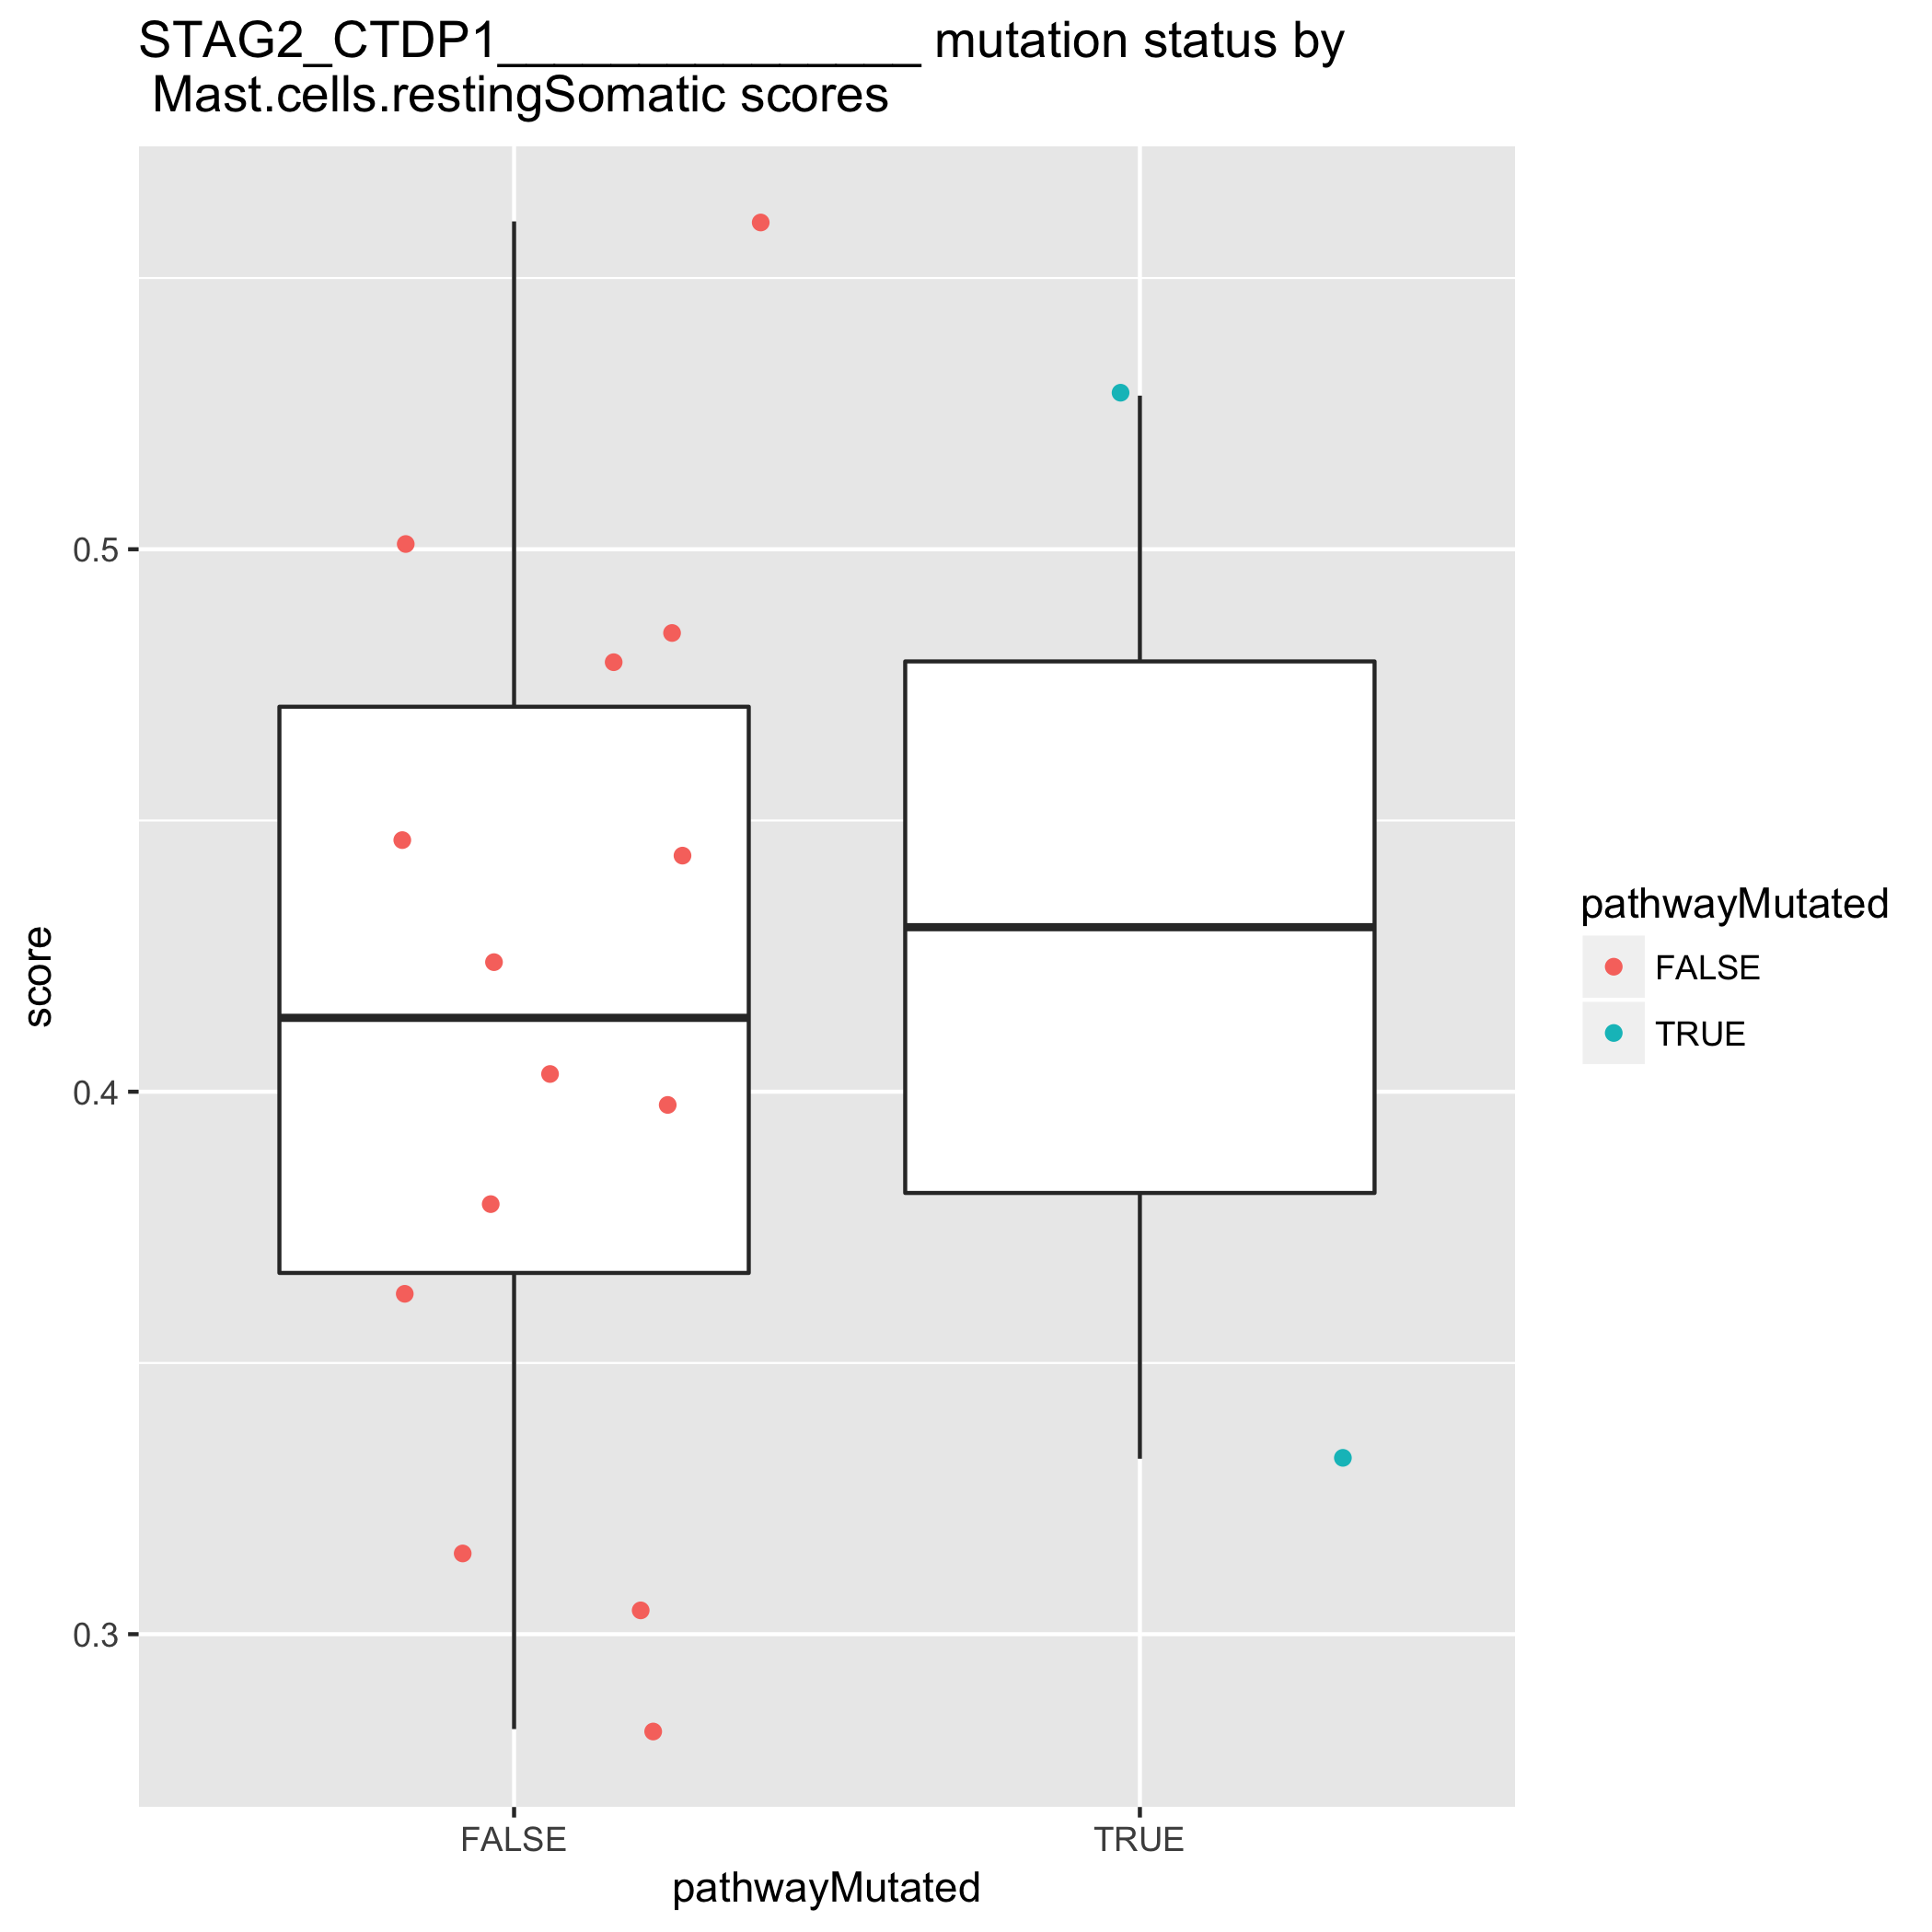 STAG2_CTDP1_______________ mutation status by
Mast.cells.restingSomatic scores
score
0.5
0.4
0.3
FALSE
TRUE
pathwayMutated
pathwayMutated
FALSE
TRUE